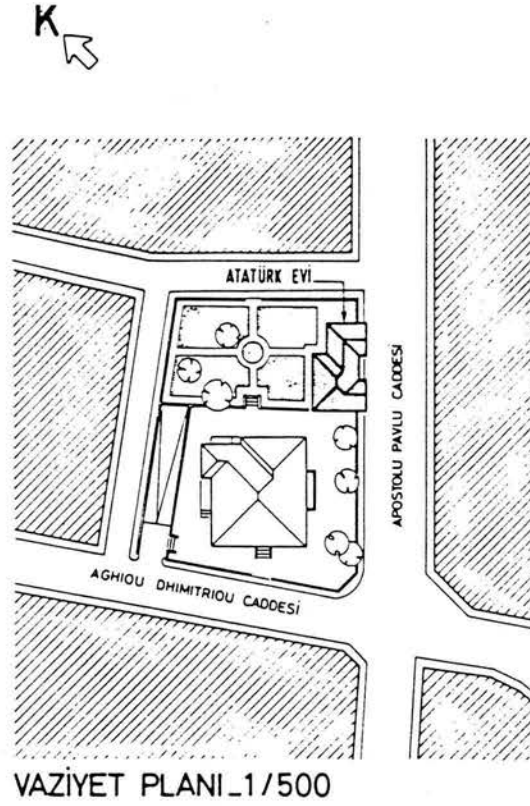 K
ATATÜRK EVİ
APOSTOLU PAVLU CADDESİ
AGHIOU DHIMITRIOU CADDESİ
VAZİYET PLANI_1/500